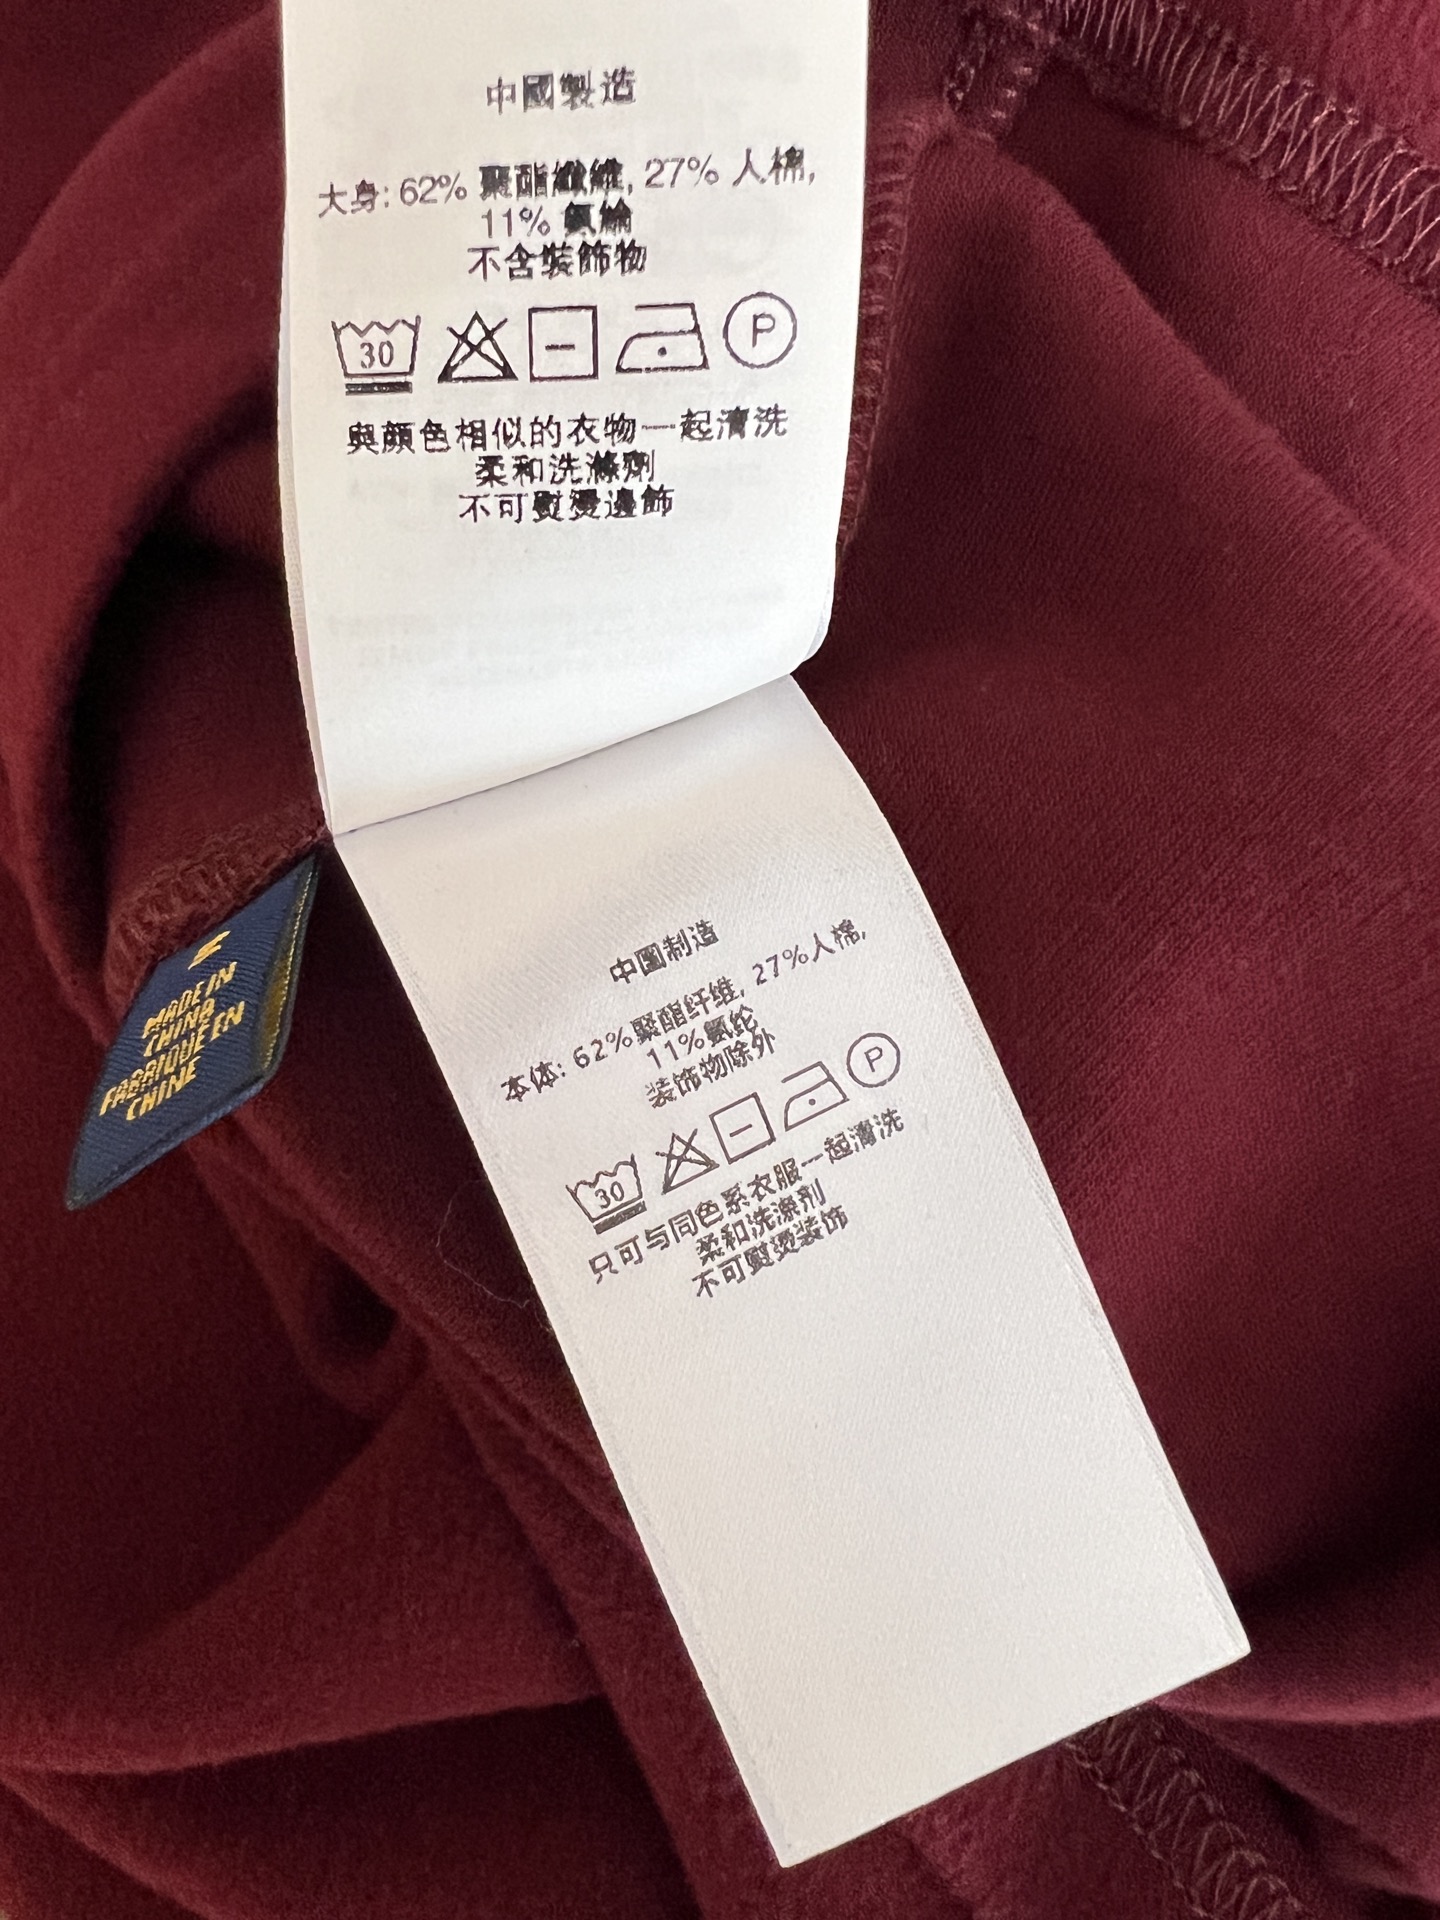 中國製造
大身: 62% 聚酯纖維, 27% 人棉,
11% 氨綸
不含裝飾物
30
P
與顏色相似的衣物一起清洗
柔和洗滌劑
不可熨燙邊飾
中国制造
本体: 62%聚酯纤维, 27%人棉,
11%氨纶
装饰物除外
30
P
只可与同色系衣服一起清洗
柔和洗涤剂
不可熨烫装饰
M
MADE IN
CHINA
FABRIQUE EN
CHINE